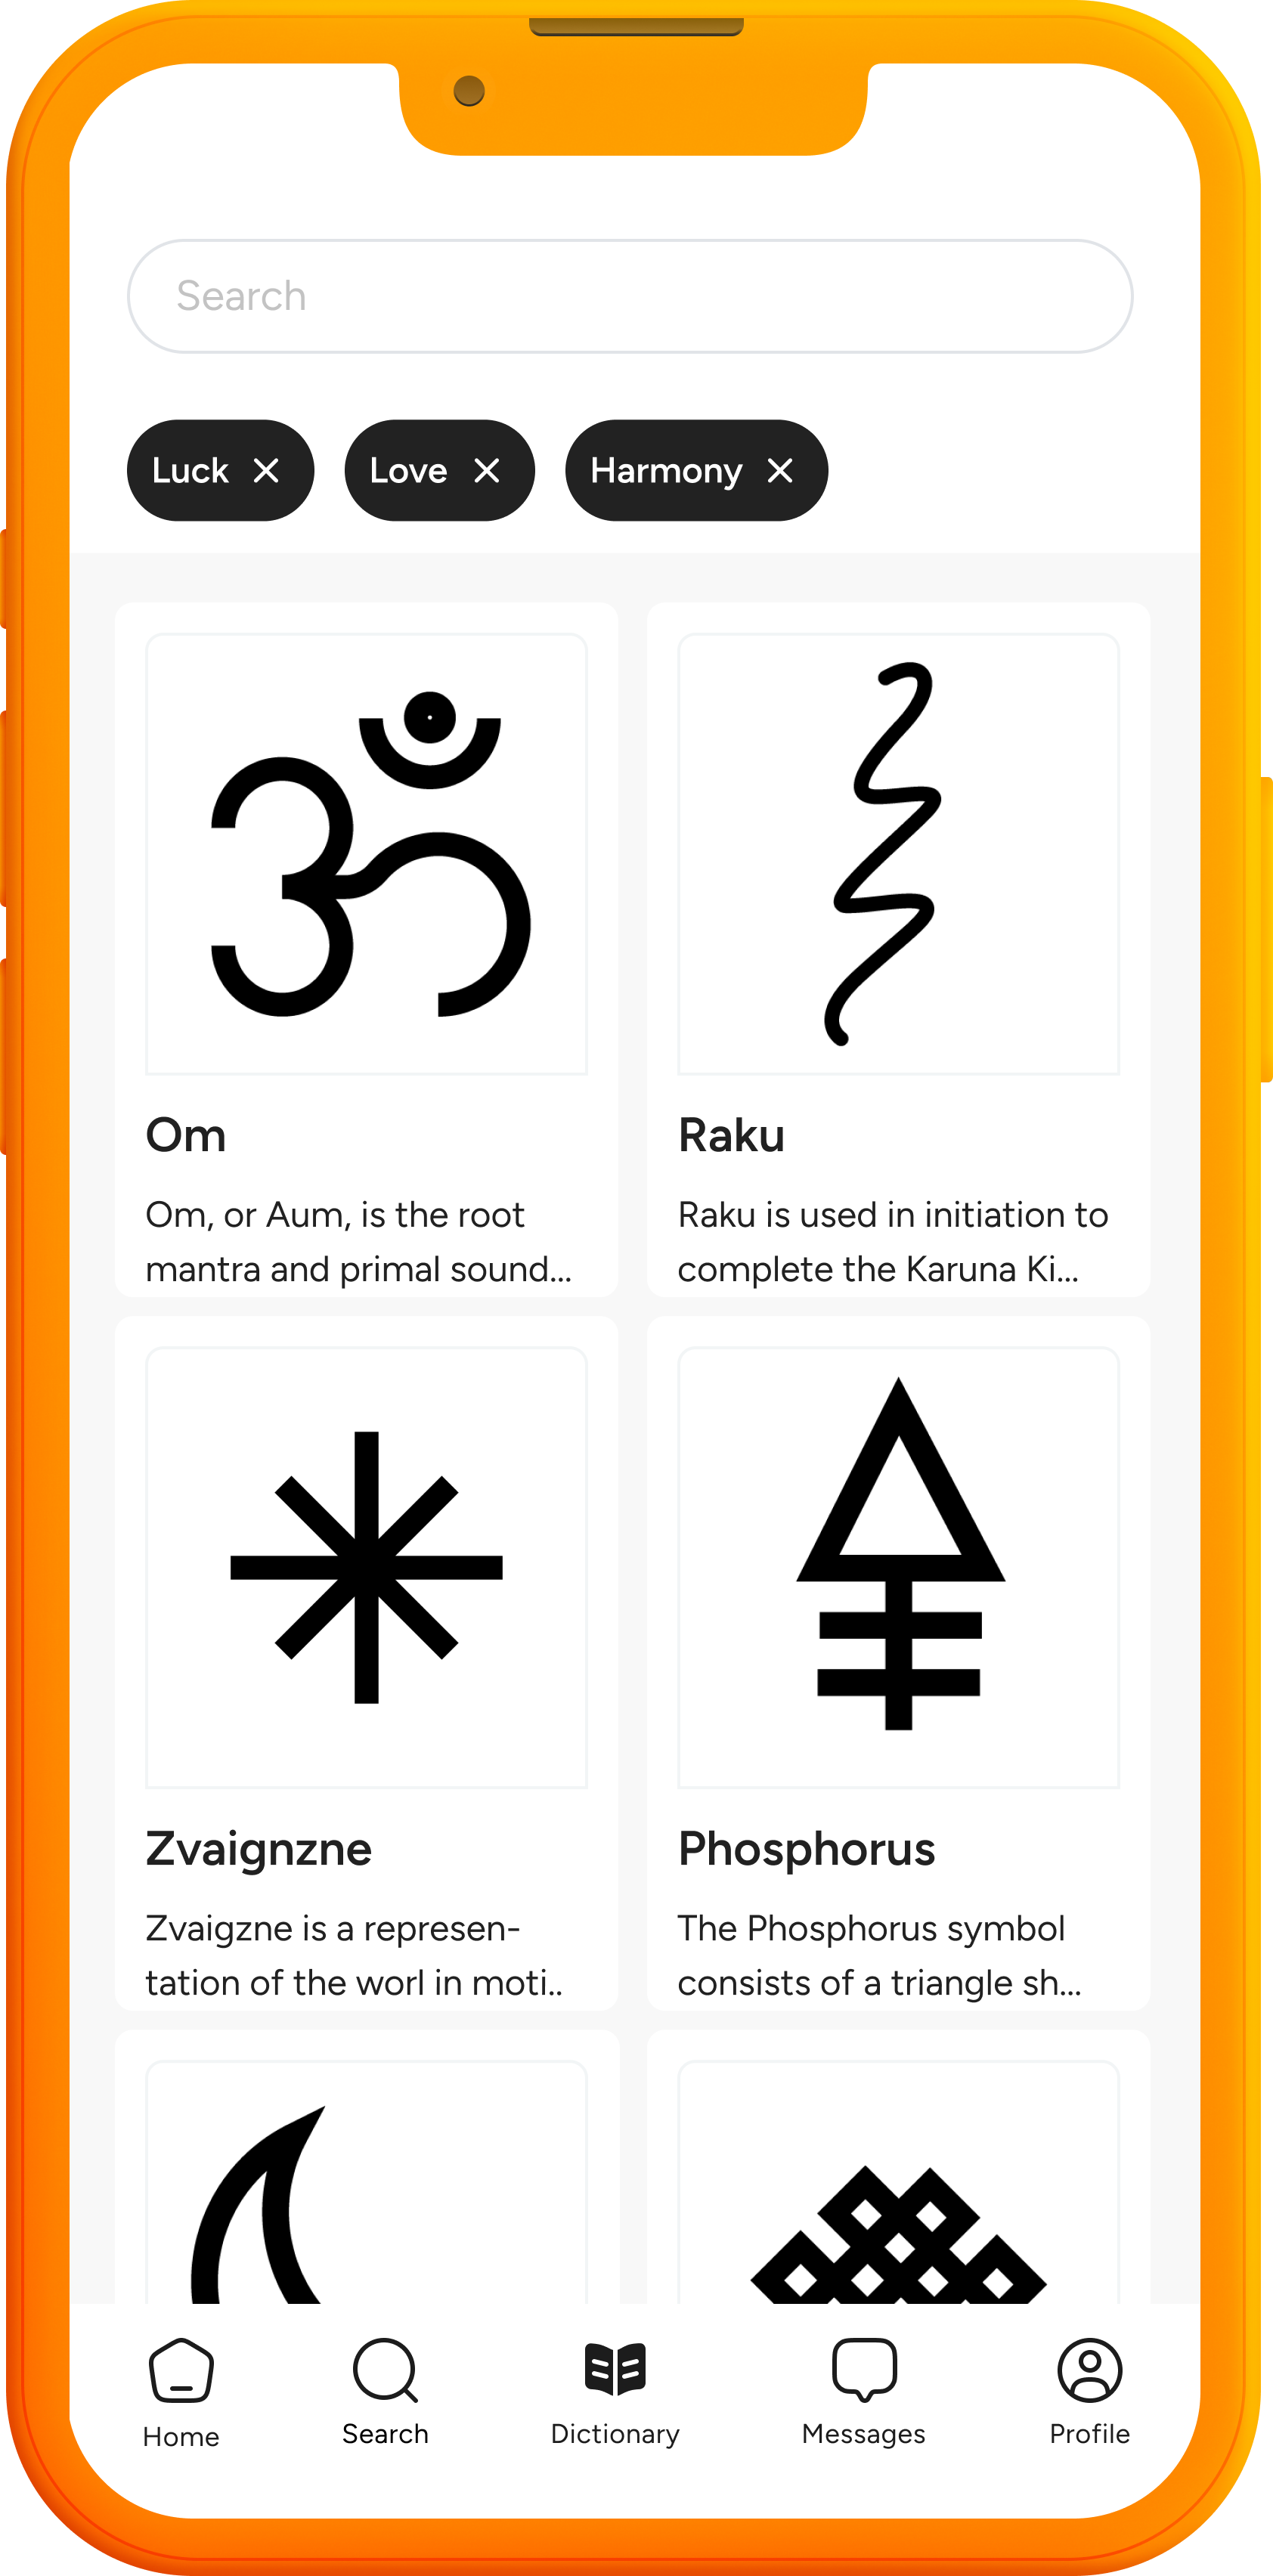 Search
Luck
Love
Harmony
Om
Om, or Aum, is the root
mantra and primal sound...
Raku
Raku is used in initiation to
complete the Karuna Ki...
Zvaignzne
Zvaigzne is a represen-
tation of the worl in moti..
Phosphorus
The Phosphorus symbol
consists of a triangle sh...
Home
Search
Dictionary
Messages
Profile